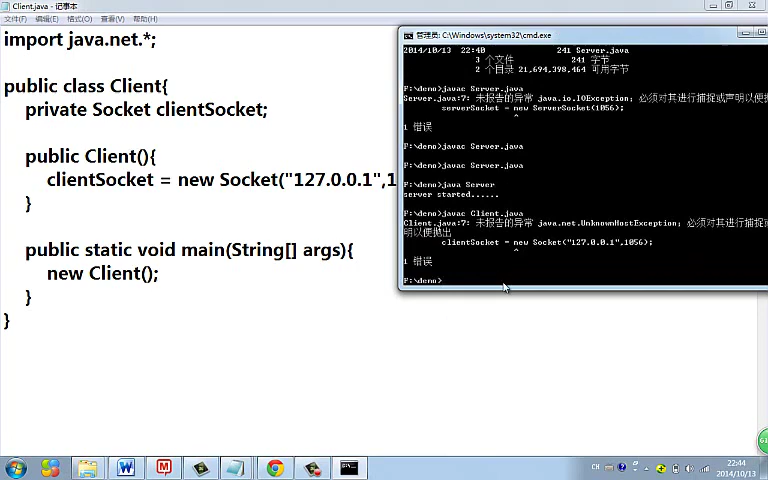 Client.java - 记事本
文件(F) 编辑(E) 格式(O) 查看(V) 帮助(H)
import java.net.*;
public class Client{
private Socket clientSocket;
public Client(){
clientSocket = new Socket("127.0.0.1",1
}
public static void main(String[] args){
new Client();
}
}
管理员: C:\Windows\system32\cmd.exe
2014/10/13 22:40 241 Server.java
3 个文件 241 字节
2 个目录 21,694,398,464 可用字节
F:\demo>javac Server.java
Server.java:7: 未报告的异常 java.io.IOException; 必须对其进行捕捉或声明以便抛
serverSocket = new ServerSocket(1056);
^
1 错误
F:\demo>javac Server.java
F:\demo>javac Server.java
F:\demo>java Server
server started......
F:\demo>javac Client.java
Client.java:7: 未报告的异常 java.net.UnknownHostException; 必须对其进行捕捉或
明以便抛出
clientSocket = new Socket("127.0.0.1",1056);
^
1 错误
F:\demo>
CH
22:44
2014/10/13